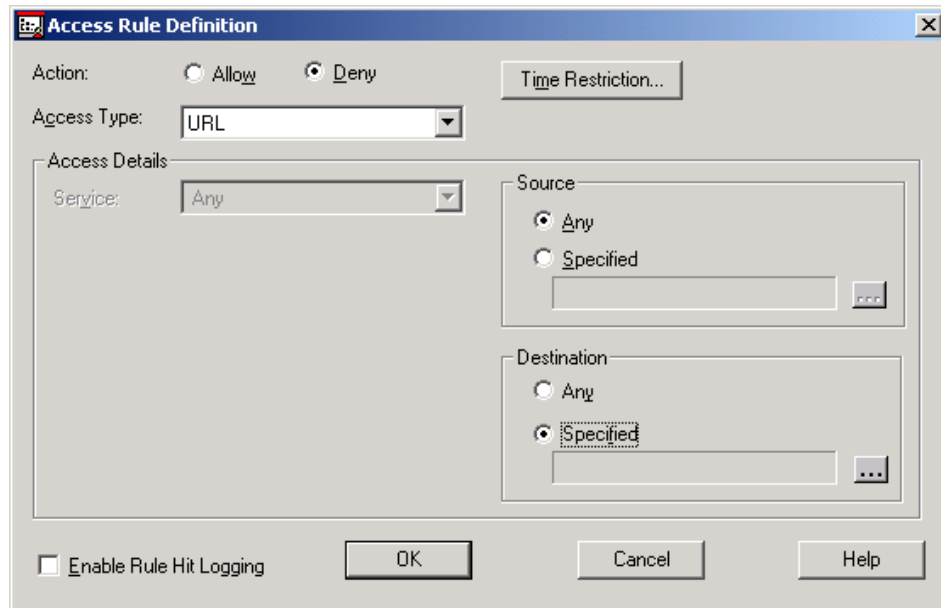 Access Rule Definition
Action:
Allow
Deny
Time Restriction...
Access Type:
URL
Access Details
Service:
Any
Source
Any
Specified
...
Destination
Any
Specified
...
Enable Rule Hit Logging
OK
Cancel
Help